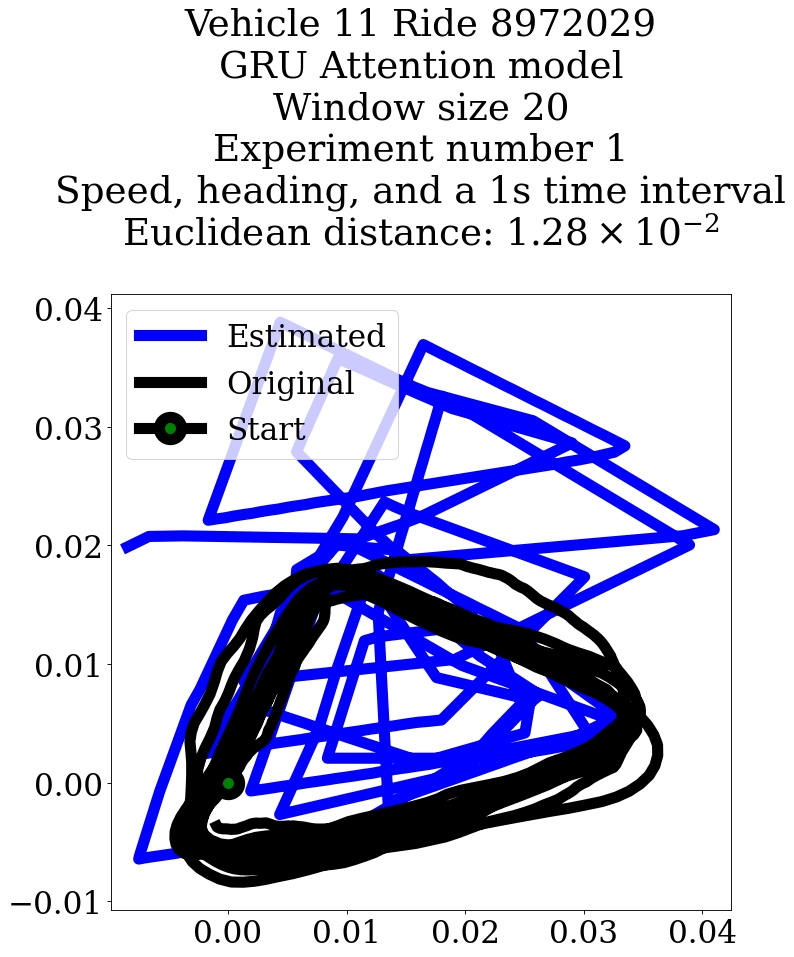 Vehicle 11 Ride 8972029
GRU Attention model
Window size 20
Experiment number 1
Speed, heading, and a 1s time interval
Euclidean distance: 1.28 × 10⁻²
Estimated
Original
Start
0.04
0.03
0.02
0.01
0.00
−0.01
0.00 0.01 0.02 0.03 0.04